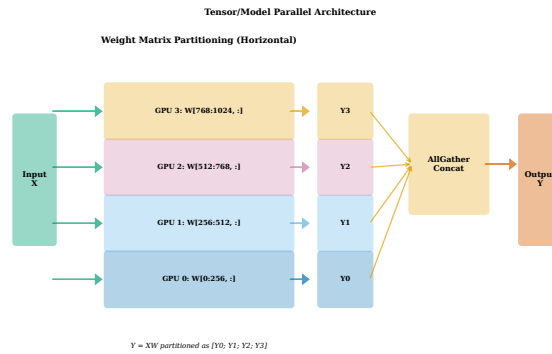 Tensor/Model Parallel Architecture
Weight Matrix Partitioning (Horizontal)
GPU 3: W[768:1024, :]
Y3
GPU 2: W[512:768, :]
Y2
AllGather
Concat
Input
X
Outpu
Y
GPU 1: W[256:512, :]
Y1
GPU 0: W[0:256, :]
Y0
Y = XW partitioned as [Y0; Y1; Y2; Y3]